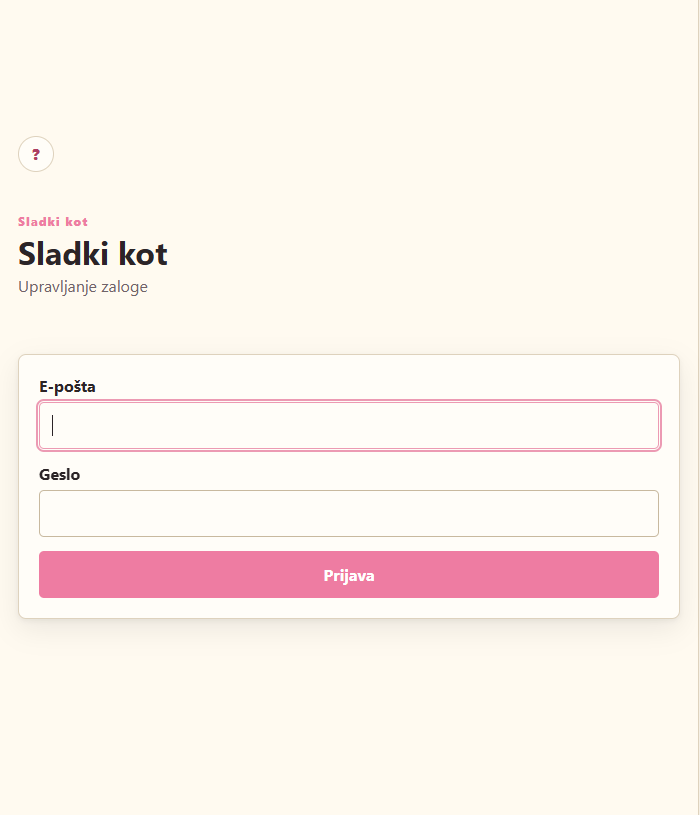 ?
Sladki kot
Sladki kot
Upravljanje zaloge
E-pošta
Geslo
Prijava